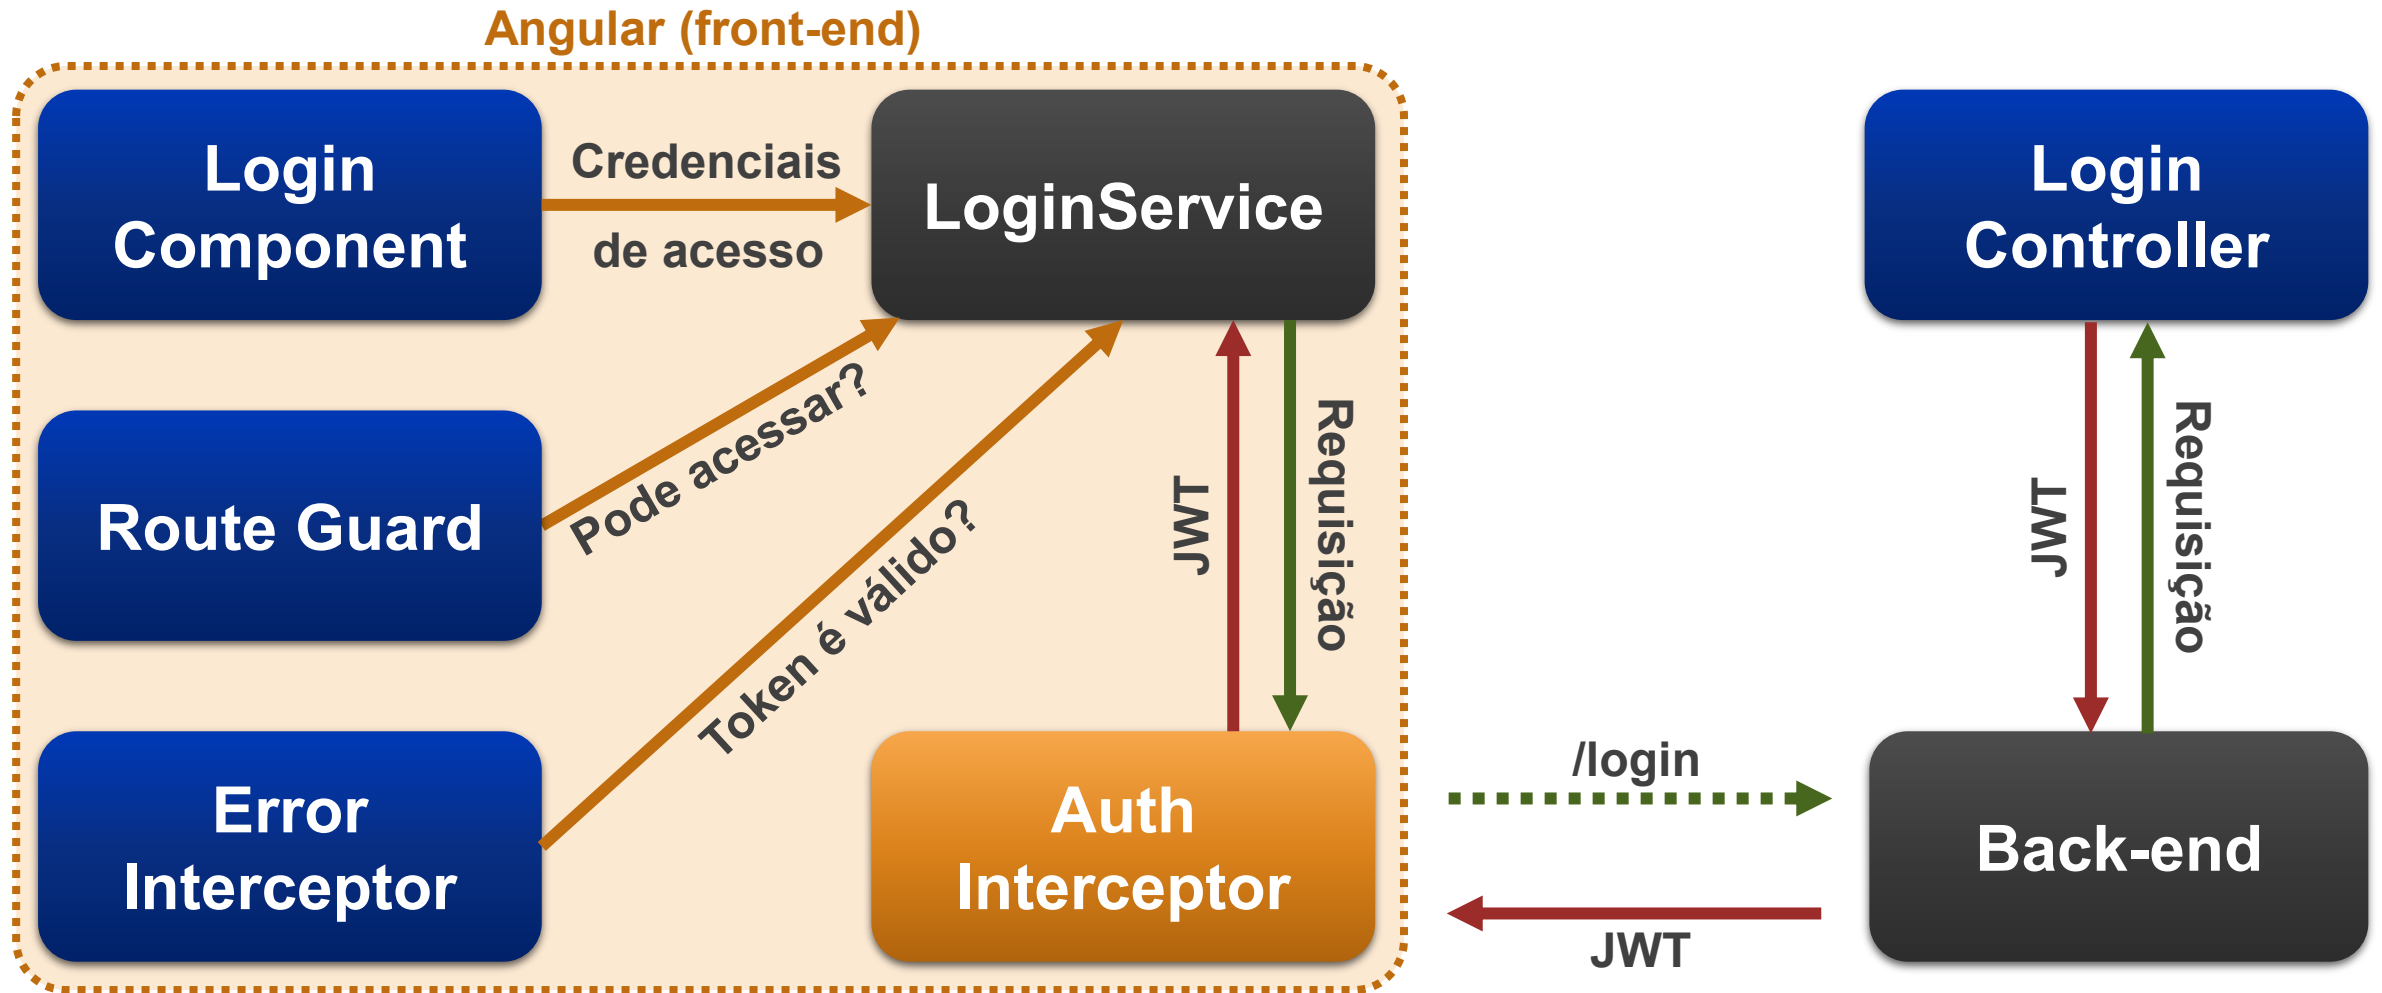 Angular (front-end)
Login
Component
Credenciais
de acesso
LoginService
Login
Controller
Route Guard
Pode acessar?
Token é válido?
JWT
Requisição
JWT
Requisição
Error
Interceptor
Auth
Interceptor
/login
JWT
Back-end